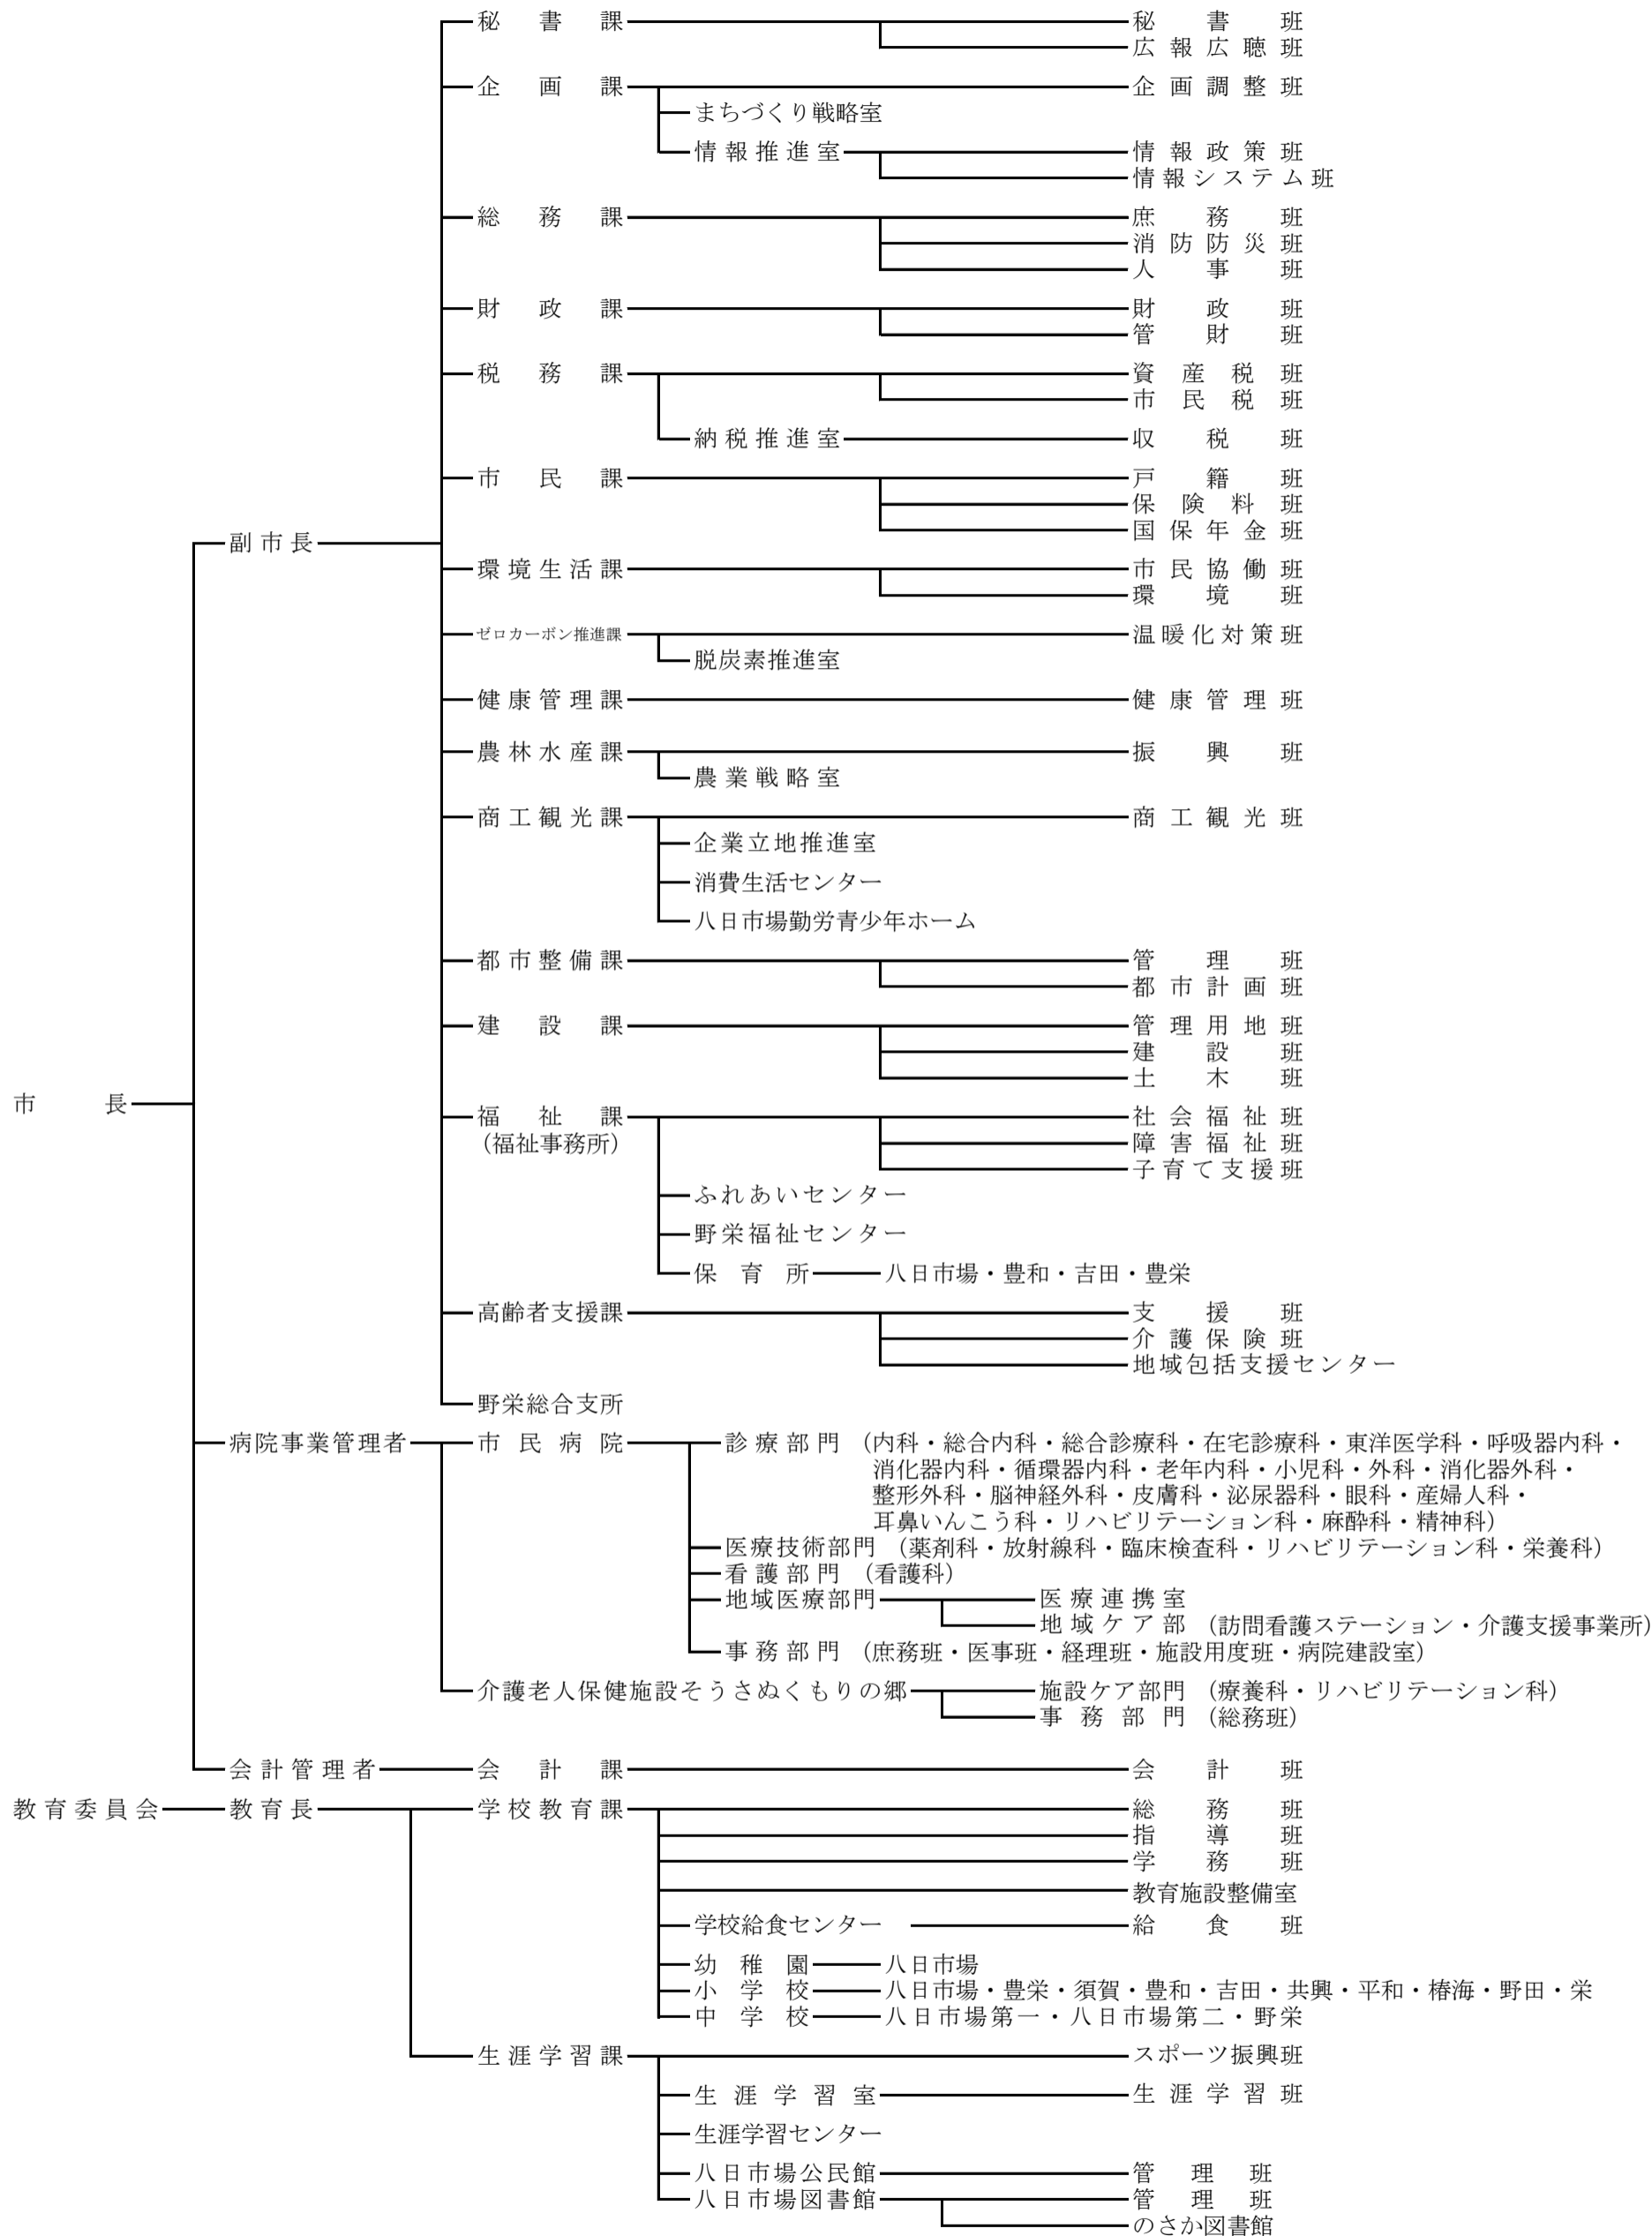 秘書課 秘書班
広報広聴班
企画課 企画調整班
まちづくり戦略室
情報推進室 情報政策班
情報システム班
総務課 庶務班
消防防災班
人事班
財政課 財政班
管財班
税務課 資産税班
市民税班
納税推進室 収税班
市民課 戸籍班
保険料班
国保年金班
副市長
環境生活課 市民協働班
環境班
ゼロカーボン推進課 温暖化対策班
脱炭素推進室
健康管理課 健康管理班
農林水産課 振興班
農業戦略室
商工観光課 商工観光班
企業立地推進室
消費生活センター
八日市場勤労青少年ホーム
都市整備課 管理班
都市計画班
建設課 管理用地班
建設班
土木班
市長
福祉課 社会福祉班
（福祉事務所） 障害福祉班
子育て支援班
ふれあいセンター
野栄福祉センター
保育所 八日市場・豊和・吉田・豊栄
高齢者支援課 支援班
介護保険班
地域包括支援センター
野栄総合支所
病院事業管理者 市民病院 診療部門 （内科・総合内科・総合診療科・在宅診療科・東洋医学科・呼吸器内科・
消化器内科・循環器内科・老年内科・小児科・外科・消化器外科・
整形外科・脳神経外科・皮膚科・泌尿器科・眼科・産婦人科・
耳鼻いんこう科・リハビリテーション科・麻酔科・精神科）
医療技術部門 （薬剤科・放射線科・臨床検査科・リハビリテーション科・栄養科）
看護部門 （看護科）
地域医療部門 医療連携室
地域ケア部 （訪問看護ステーション・介護支援事業所）
事務部門 （庶務班・医事班・経理班・施設用度班・病院建設室）
介護老人保健施設そうさぬくもりの郷 施設ケア部門 （療養科・リハビリテーション科）
事務部門 （総務班）
会計管理者 会計課 会計班
教育委員会 教育長 学校教育課 総務班
指導班
学務班
教育施設整備室
学校給食センター 給食班
幼稚園 八日市場
小学校 八日市場・豊栄・須賀・豊和・吉田・共興・平和・椿海・野田・栄
中学校 八日市場第一・八日市場第二・野栄
生涯学習課 スポーツ振興班
生涯学習室 生涯学習班
生涯学習センター
八日市場公民館 管理班
八日市場図書館 管理班
のさか図書館